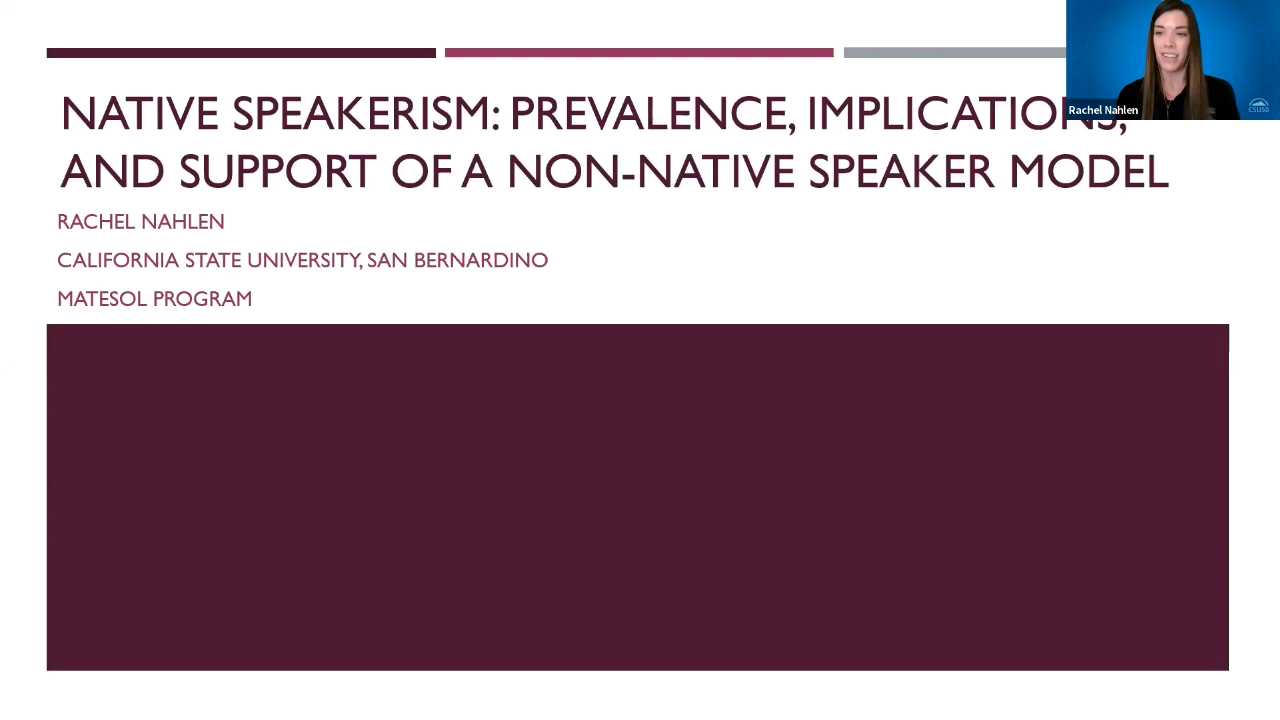 NATIVE SPEAKERISM: PREVALENCE, IMPLICATIONS,
AND SUPPORT OF A NON-NATIVE SPEAKER MODEL
RACHEL NAHLEN
CALIFORNIA STATE UNIVERSITY, SAN BERNARDINO
MATESOL PROGRAM
Rachel Nahlen
CSUSB